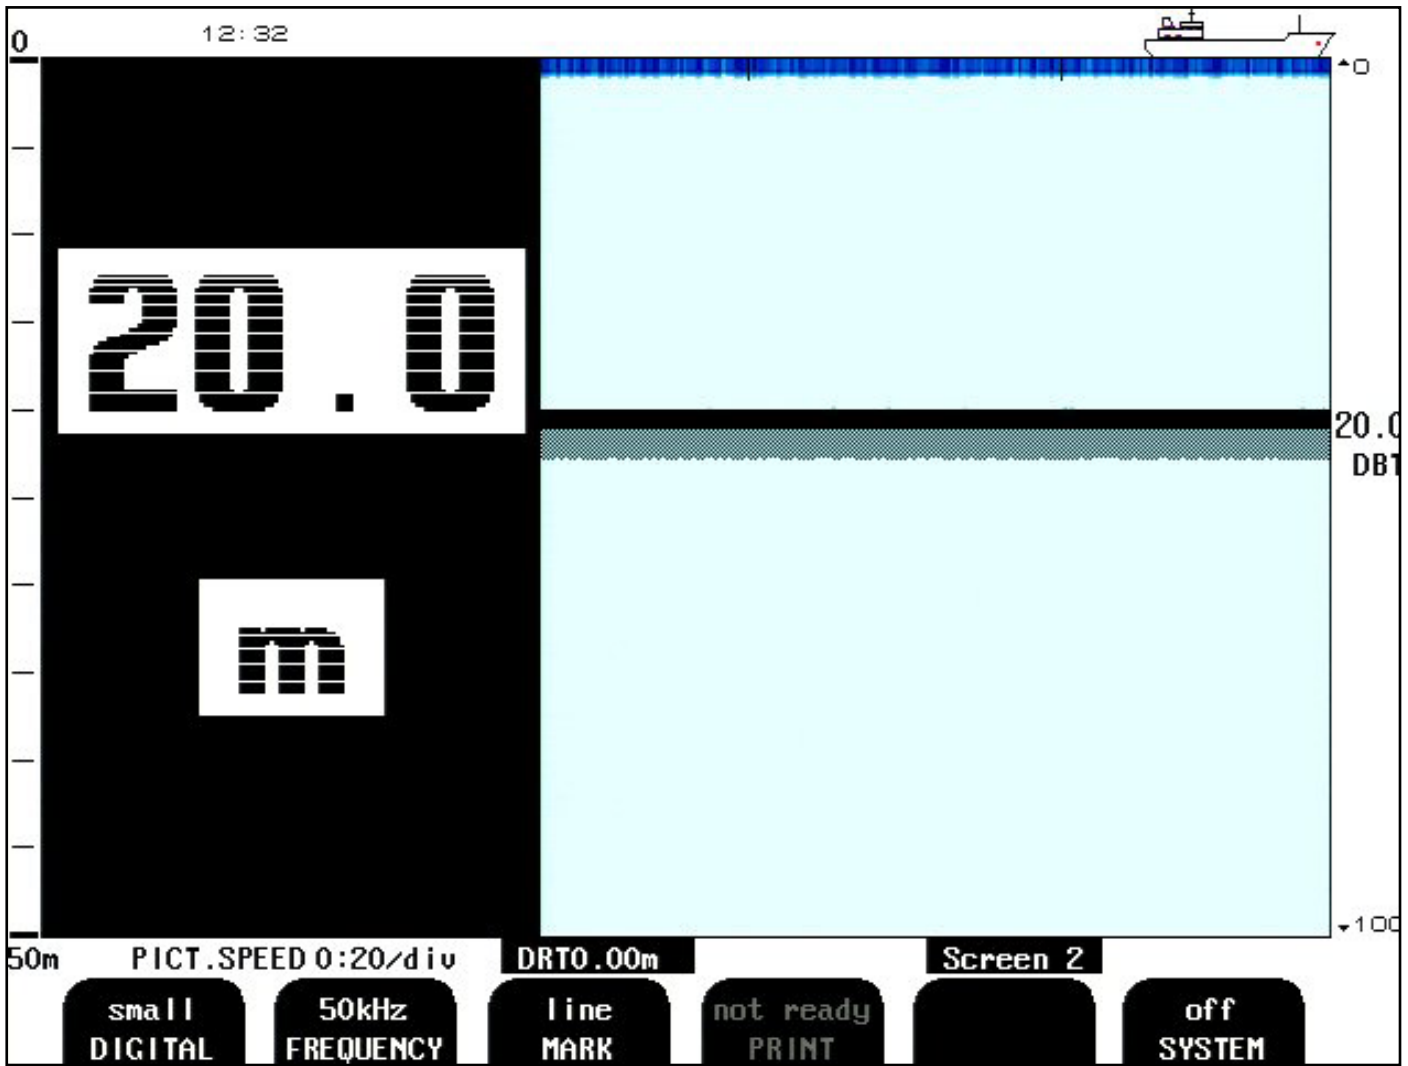 12:32
0
0
20.0
20.0
DBT
m
100
50m PICT.SPEED 0:20/div DRT0.00m Screen 2
small 50kHz line not ready off
DIGITAL FREQUENCY MARK PRINT SYSTEM